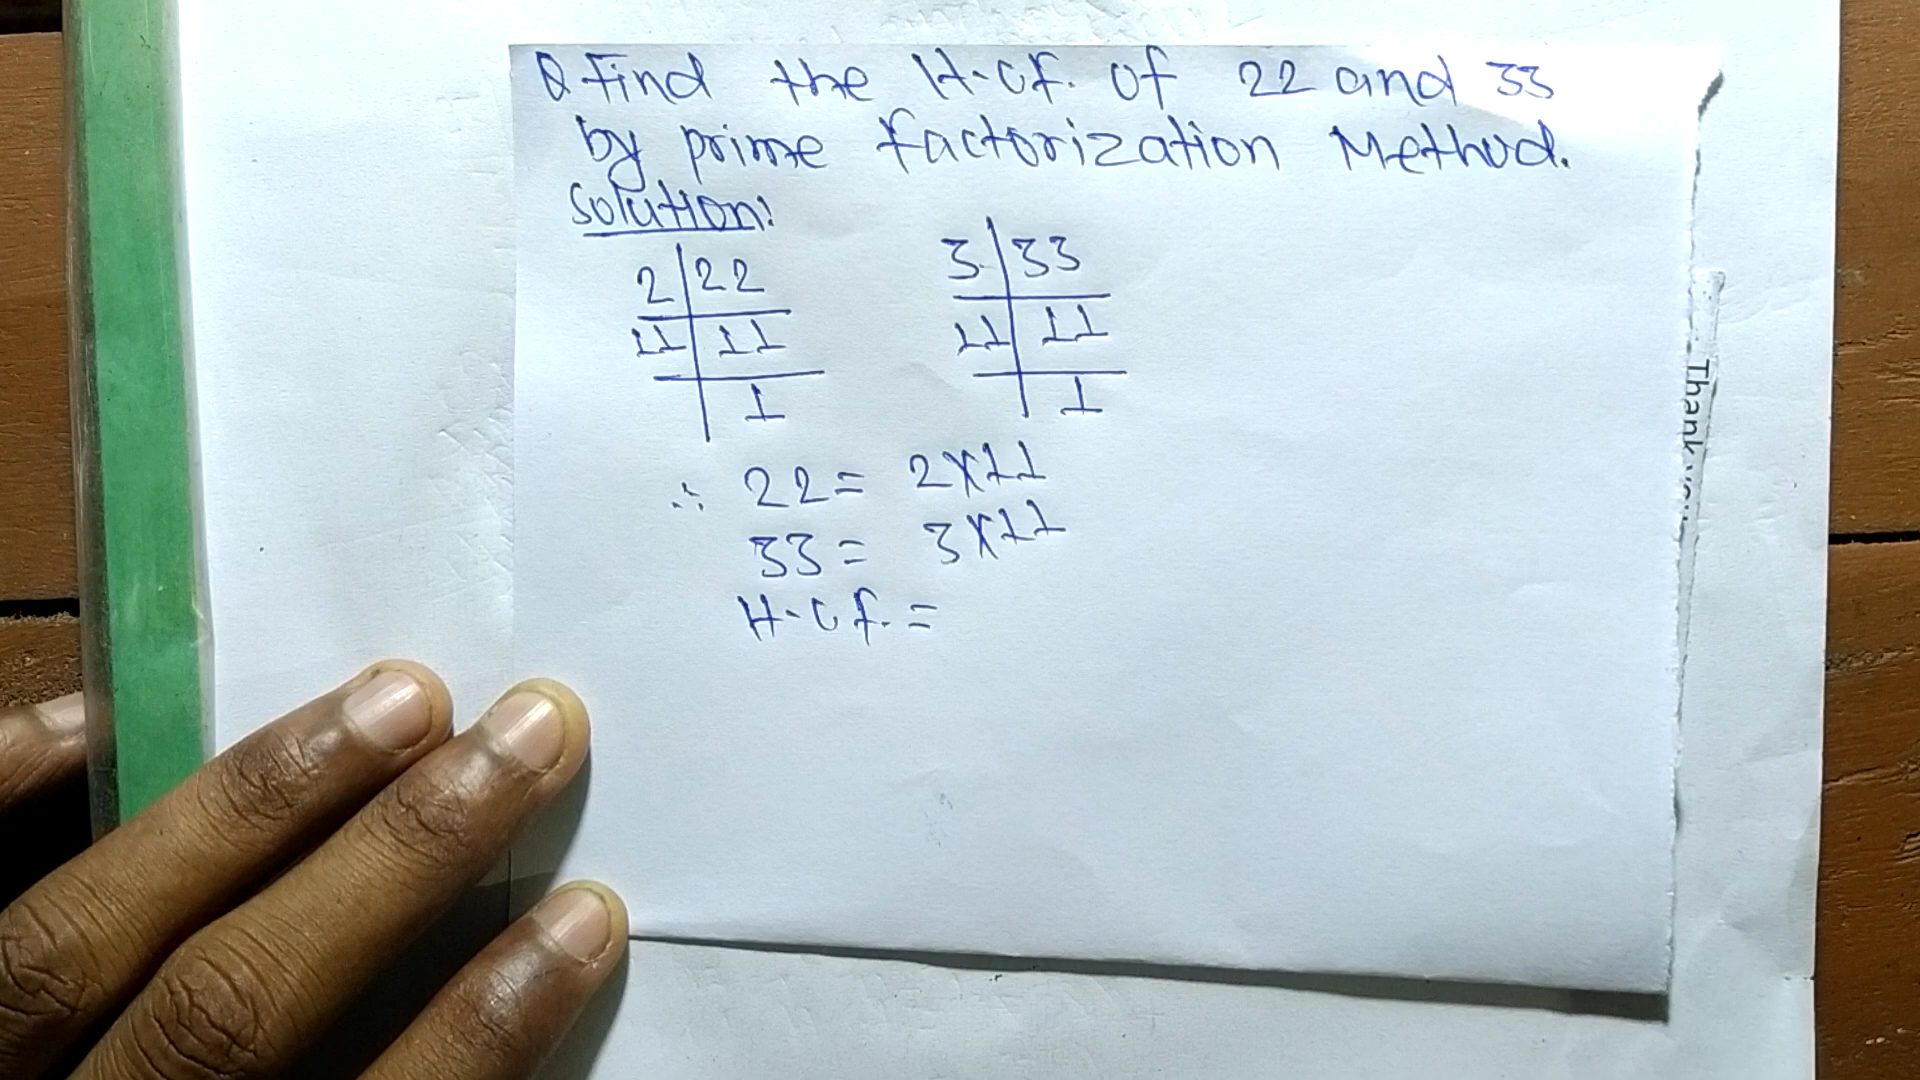 Q Find the H.C.F. of 22 and 33
by prime factorization Method.
Solution:
2 22
11 11
1
3 33
11 11
1
∴ 22 = 2×11
33 = 3×11
H.C.F. =
Thank